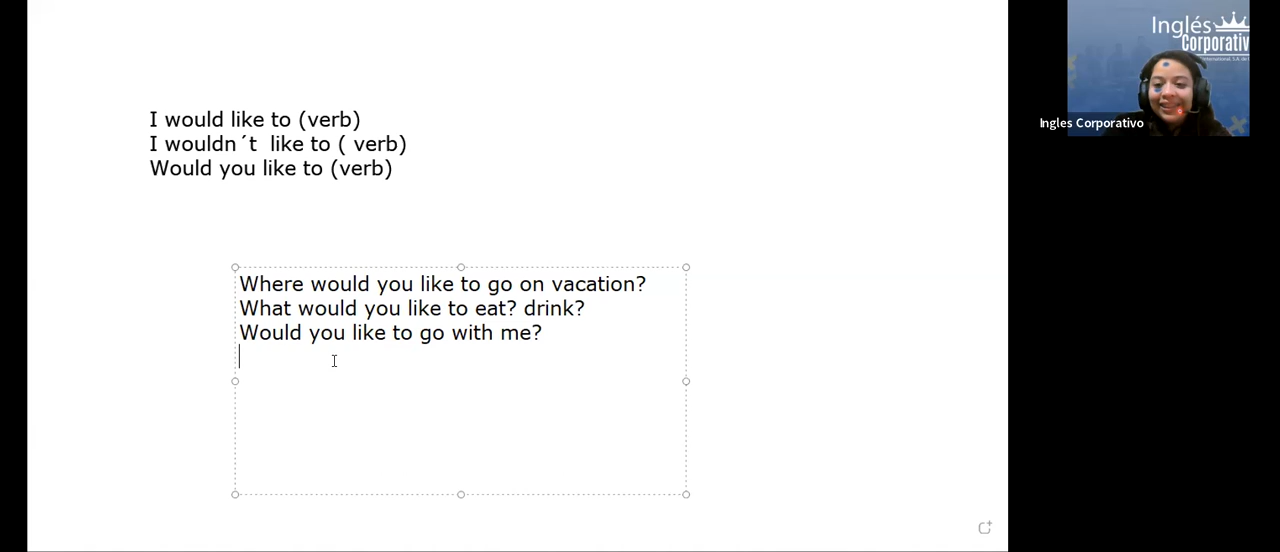 I would like to (verb)
I wouldn´t  like to ( verb)
Would you like to (verb)
Where would you like to go on vacation?
What would you like to eat? drink?
Would you like to go with me?
Inglés
Corporativ
Ingles Corporativo